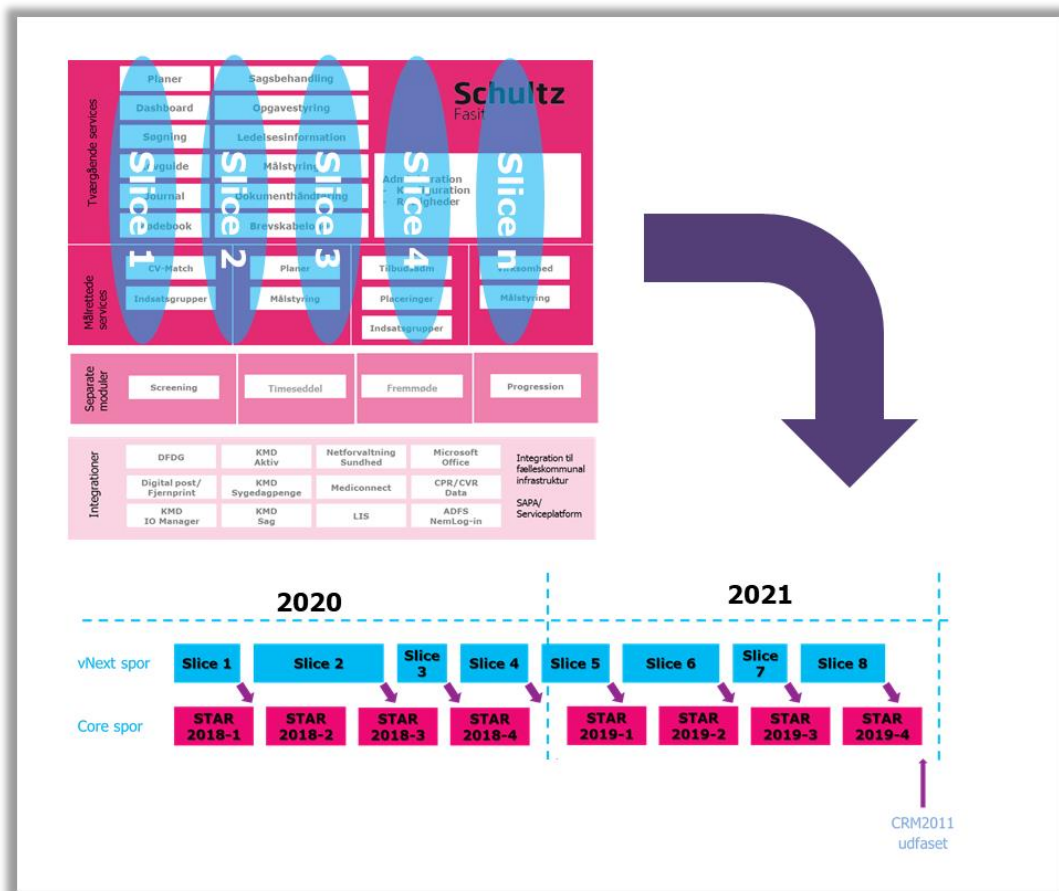 Tværgående services
Planer
Sagsbehandling
Dashboard
Opgavestyring
Søgning
Ledelsesinformation
Målstyring
Journal
Dokumenthåndtering
Schultz
Fasit
Slice 1
Slice 2
Slice 3
Slice 4
Slice n
Målrettede
services
CV-Match
Planer
Indsatsgrupper
Målstyring
Placeringer
Målstyring
Indsatsgrupper
Separate
moduler
Screening
Timeseddel
Fremmøde
Progression
Integrationer
DFDG
KMD
Aktiv
Netforvaltning
Sundhed
Microsoft
Office
Digital post/
Fjernprint
KMD
Sygedagpenge
Mediconnect
CPR/CVR
Data
KMD
IO Manager
KMD
Sag
LIS
ADFS
NemLog-in
Integration til
fælleskommunal
infrastruktur
SAPA/
Serviceplatform
2020
2021
vNext spor
Slice 1
Slice 2
Slice
3
Slice 4
Slice 5
Slice 6
Slice
7
Slice 8
Core spor
STAR
2018-1
STAR
2018-2
STAR
2018-3
STAR
2018-4
STAR
2019-1
STAR
2019-2
STAR
2019-3
STAR
2019-4
CRM2011
udfaset